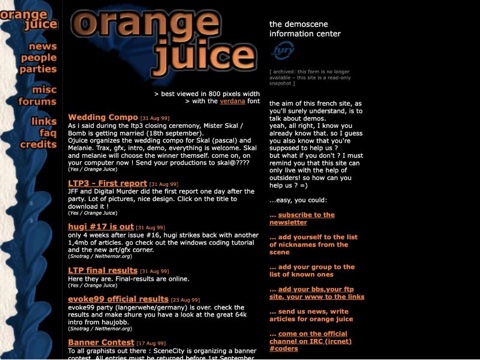 orange
juice
news
people
parties
misc
forums
links
faq
credits
orange
juice
> best viewed in 800 pixels width
> with the verdana font
Wedding Compo [31 Aug 99]
As i said during the ltp3 closing ceremony, Mister Skal /
Bomb is getting married (18th september).
Ojuice organizes the wedding compo for Skal (pascal) and
Melanie. Trax, gfx, intro, demo, everything is welcome. Skal
and melanie will choose the winner themself. come on, on
your computer now ! Send your productions to skal@????
(Yes / Orange Juice)
LTP3 - First report [31 Aug 99]
JFF and Digital Murder did the first report one day after the
party. Lot of pictures, nice design. Click on the title to
download it !
(Yes / Orange Juice)
hugi #17 is out [31 Aug 99]
only 4 weeks after issue #16, hugi strikes back with another
1,4mb of articles. go check out the windows coding tutorial
and the new art/gfx corner.
(Snotrag / Neithernor.org)
LTP final results [31 Aug 99]
Here they are. Final-results are online.
(Yes / Orange Juice)
evoke99 official results [23 Aug 99]
evoke99 party (langerwehe/germany) is over. check the
results and make shure you have a look at the great 64k
intro from haujobb.
(Snotrag / Neithernor.org)
Banner Contest [17 Aug 99]
To all graphists out there : SceneCity is organizing a banner
contest. All entries must be returned before 1st September
the demoscene
information center
fury
[ archived: this form is no longer
available – this site is a read-only
snapshot ]
the aim of this french site, as
you'll surely understand, is to
talk about demos.
yeah, all right, I know you
already know that. so I guess
you also know that you're
supposed to help us ?
but what if you don't ? I must
remind you that this site can
only live with the help of
outsiders! so how can you
help us ? =)
...easy, you could:
... subscribe to the
newsletter
... add yourself to the list
of nicknames from the
scene
... add your group to the
list of known ones
... add your bbs,your ftp
site, your www to the links
... send us news, write
articles for orange juice
... come on the official
channel on IRC (ircnet)
#coders